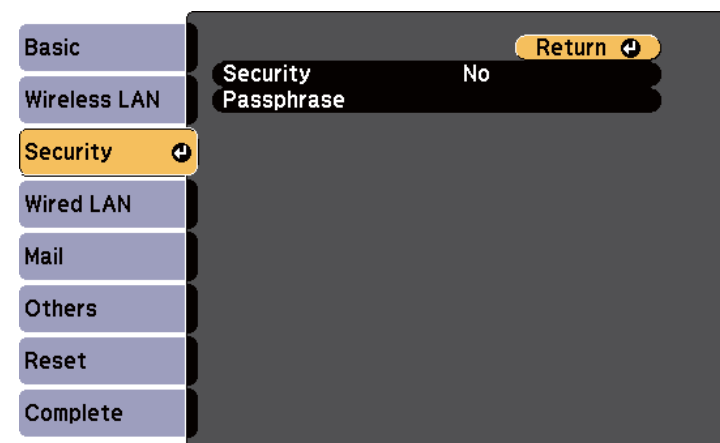 Basic
Return
Security No
Passphrase
Wireless LAN
Security
Wired LAN
Mail
Others
Reset
Complete